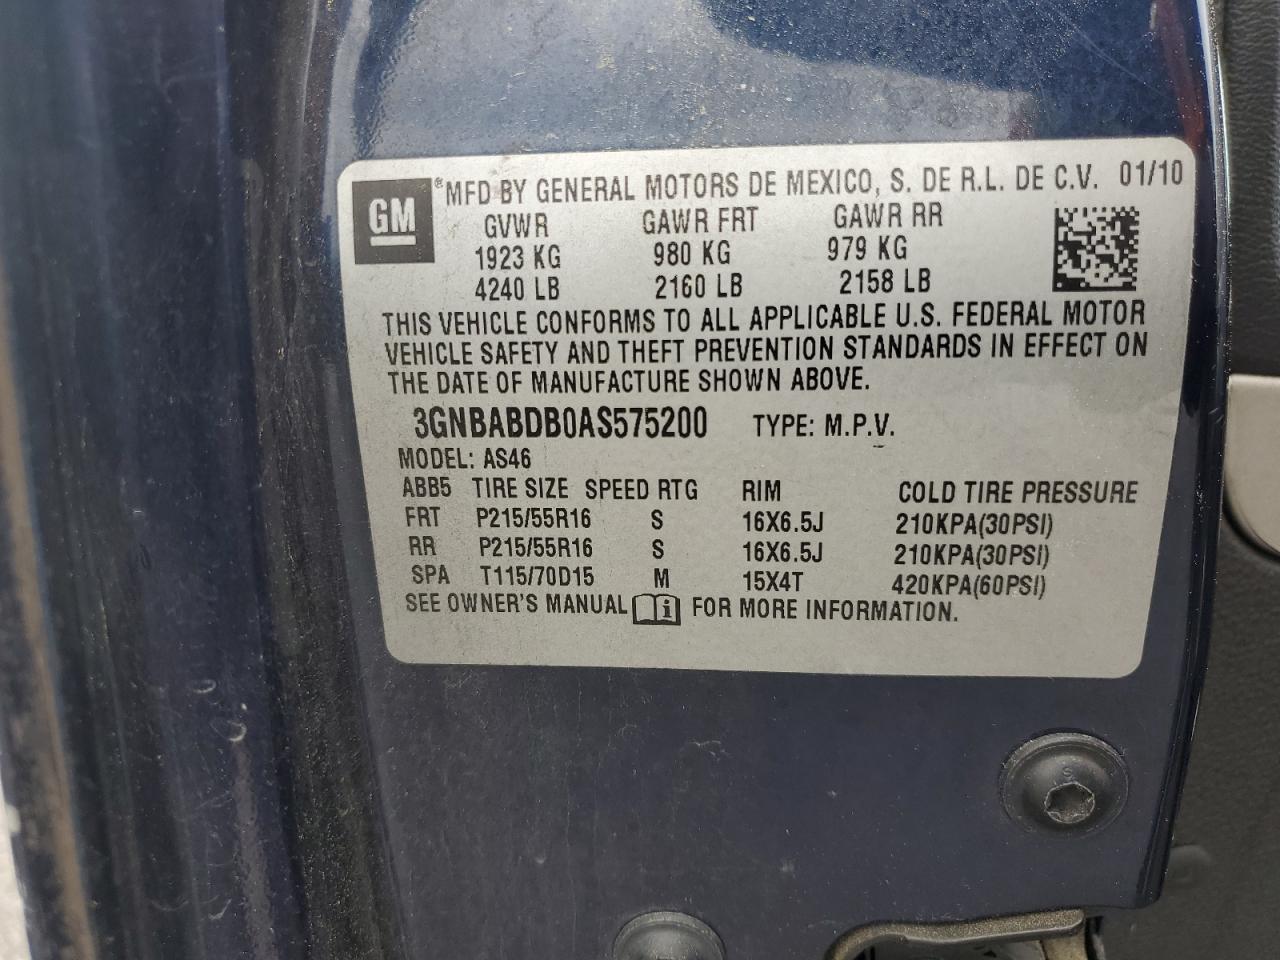 GM ® MFD BY GENERAL MOTORS DE MEXICO, S. DE R.L. DE C.V. 01/10
GVWR GAWR FRT GAWR RR
1923 KG 980 KG 979 KG
4240 LB 2160 LB 2158 LB
THIS VEHICLE CONFORMS TO ALL APPLICABLE U.S. FEDERAL MOTOR
VEHICLE SAFETY AND THEFT PREVENTION STANDARDS IN EFFECT ON
THE DATE OF MANUFACTURE SHOWN ABOVE.
3GNBABDB0AS575200 TYPE: M.P.V.
MODEL: AS46
ABB5 TIRE SIZE SPEED RTG RIM COLD TIRE PRESSURE
FRT P215/55R16 S 16X6.5J 210KPA(30PSI)
RR P215/55R16 S 16X6.5J 210KPA(30PSI)
SPA T115/70D15 M 15X4T 420KPA(60PSI)
SEE OWNER'S MANUAL i FOR MORE INFORMATION.
S